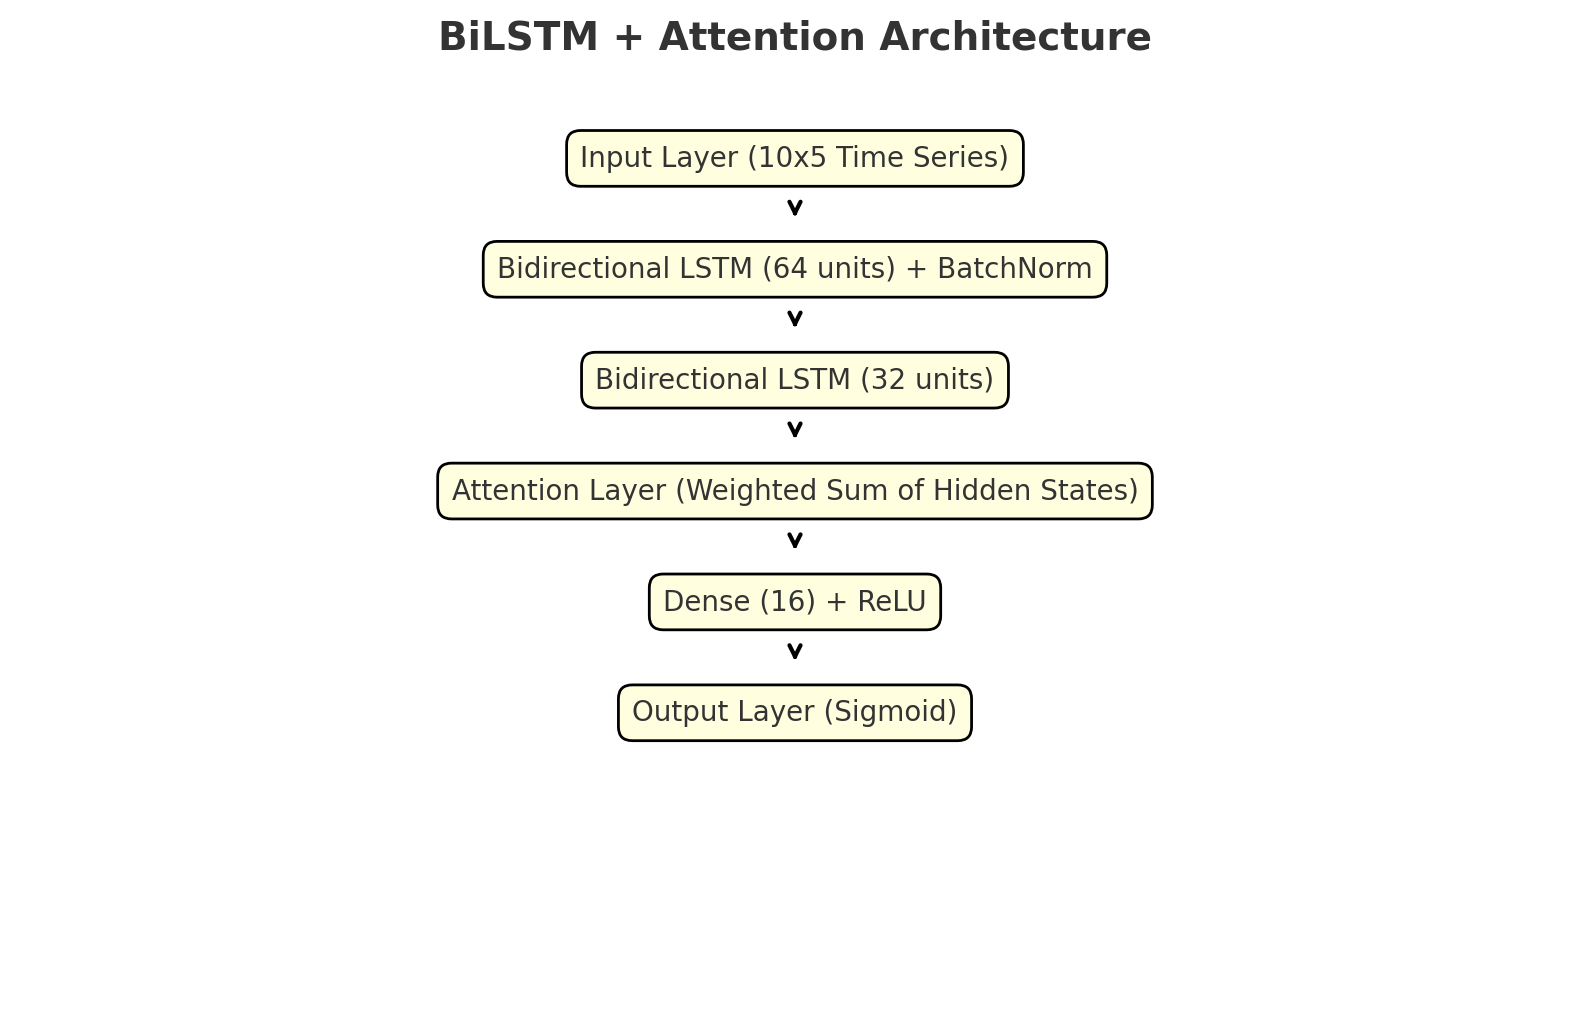 BiLSTM + Attention Architecture
Input Layer (10x5 Time Series)
Bidirectional LSTM (64 units) + BatchNorm
Bidirectional LSTM (32 units)
Attention Layer (Weighted Sum of Hidden States)
Dense (16) + ReLU
Output Layer (Sigmoid)